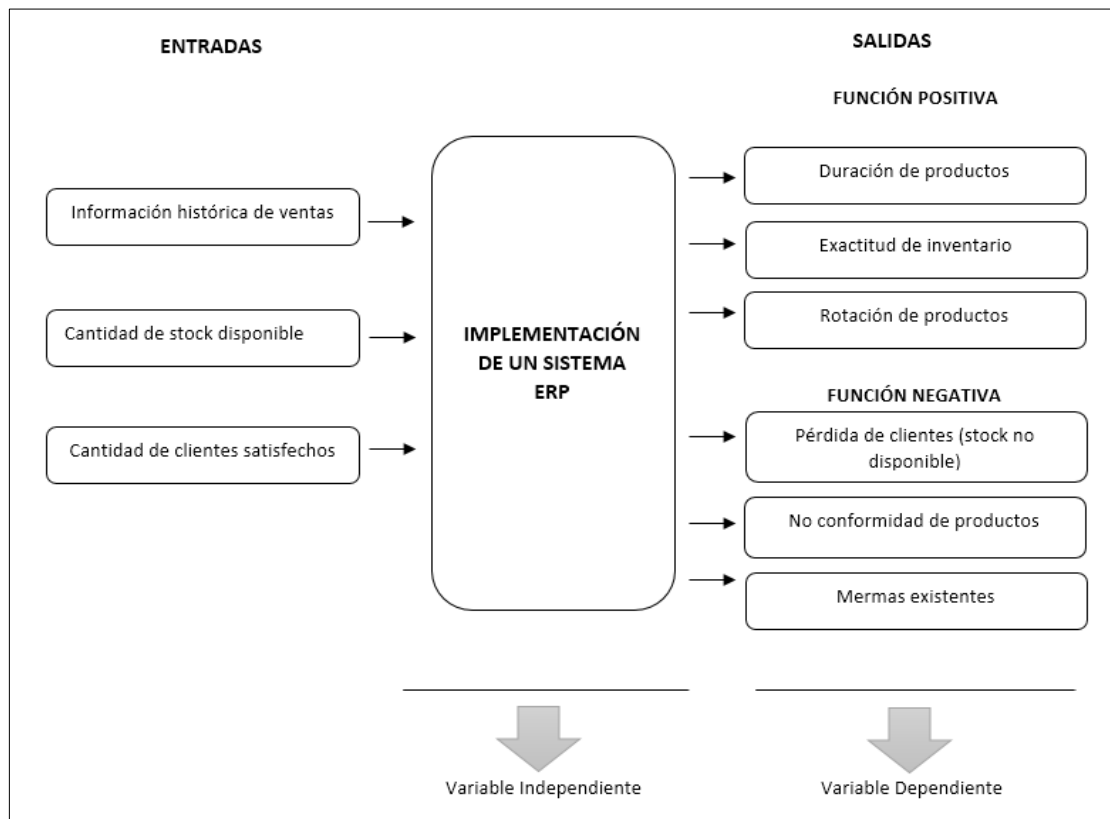 ENTRADAS
Información histórica de ventas
Cantidad de stock disponible
Cantidad de clientes satisfechos
IMPLEMENTACIÓN
DE UN SISTEMA
ERP
SALIDAS
FUNCIÓN POSITIVA
Duración de productos
Exactitud de inventario
Rotación de productos
FUNCIÓN NEGATIVA
Pérdida de clientes (stock no
disponible)
No conformidad de productos
Mermas existentes
Variable Independiente
Variable Dependiente